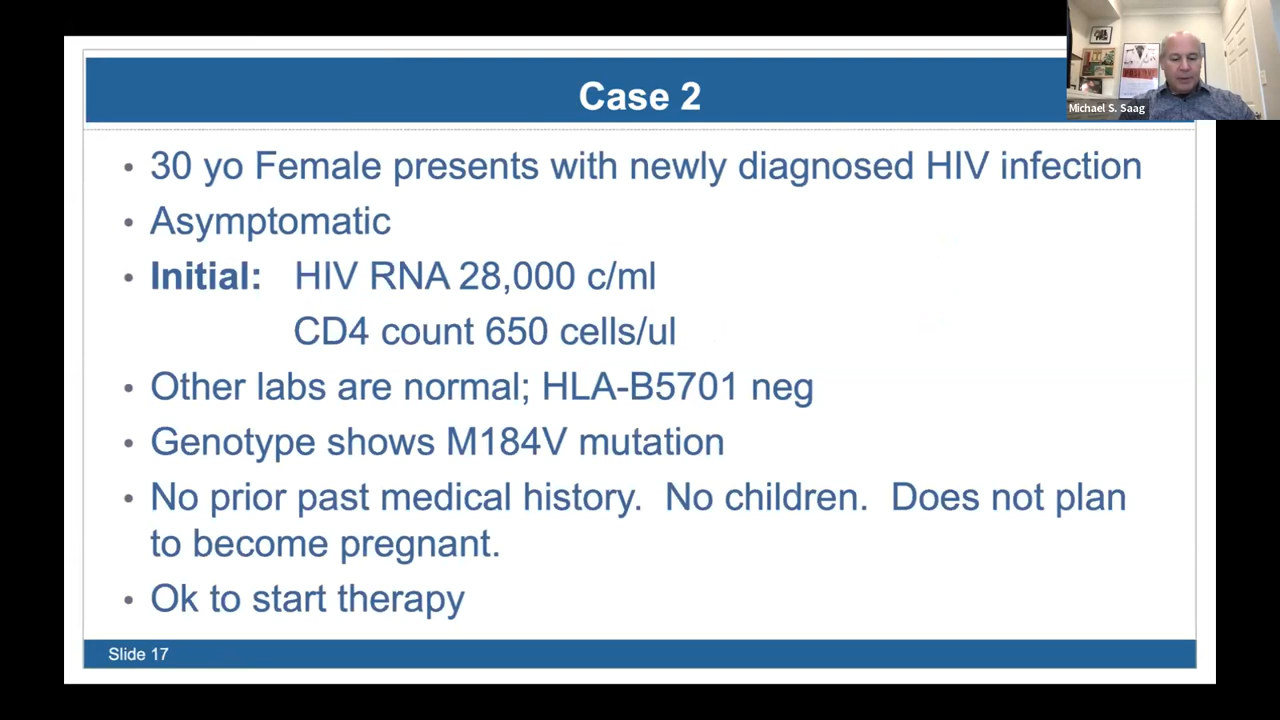 Case 2
Michael S. Saag
• 30 yo Female presents with newly diagnosed HIV infection
• Asymptomatic
• Initial: HIV RNA 28,000 c/ml
CD4 count 650 cells/ul
• Other labs are normal; HLA-B5701 neg
• Genotype shows M184V mutation
• No prior past medical history. No children. Does not plan
to become pregnant.
• Ok to start therapy
Slide 17